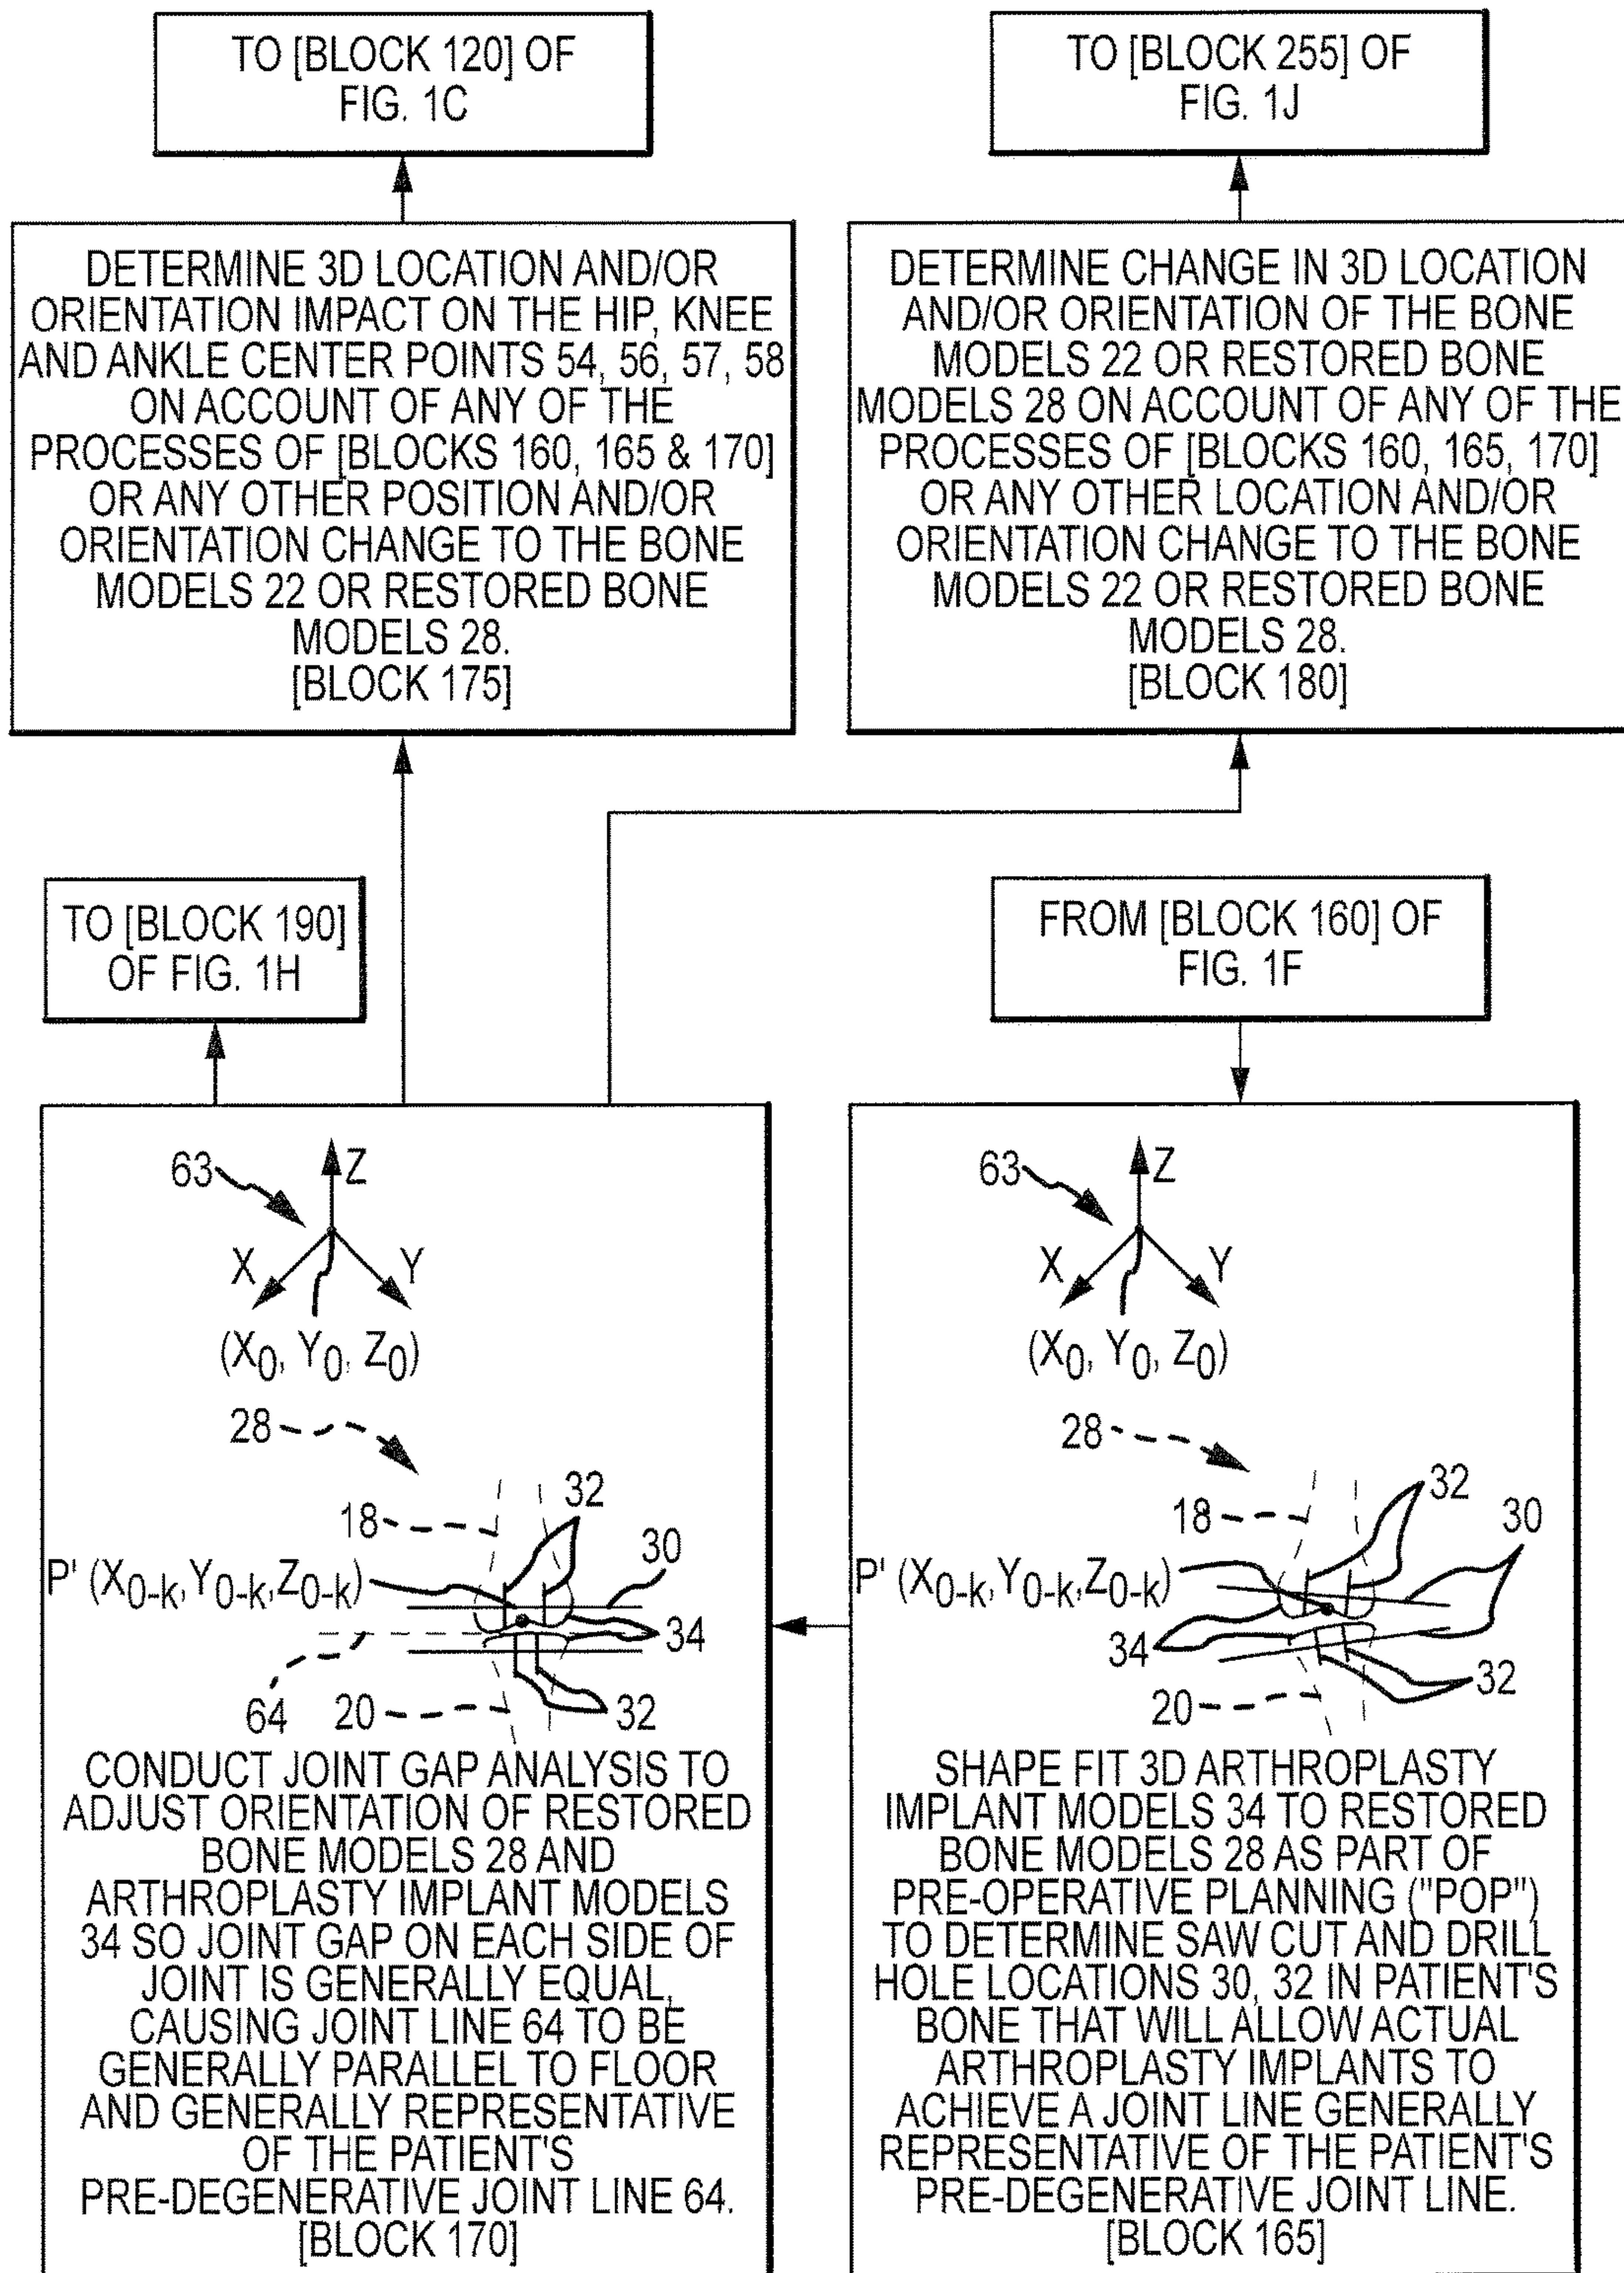 TO [BLOCK 120] OF
FIG. 1C
TO [BLOCK 255] OF
FIG. 1J
DETERMINE 3D LOCATION AND/OR
ORIENTATION IMPACT ON THE HIP, KNEE
AND ANKLE CENTER POINTS 54, 56, 57, 58
ON ACCOUNT OF ANY OF THE
PROCESSES OF [BLOCKS 160, 165 & 170]
OR ANY OTHER POSITION AND/OR
ORIENTATION CHANGE TO THE BONE
MODELS 22 OR RESTORED BONE
MODELS 28.
[BLOCK 175]
DETERMINE CHANGE IN 3D LOCATION
AND/OR ORIENTATION OF THE BONE
MODELS 22 OR RESTORED BONE
MODELS 28 ON ACCOUNT OF ANY OF THE
PROCESSES OF [BLOCKS 160, 165, 170]
OR ANY OTHER LOCATION AND/OR
ORIENTATION CHANGE TO THE BONE
MODELS 22 OR RESTORED BONE
MODELS 28.
[BLOCK 180]
TO [BLOCK 190]
OF FIG. 1H
FROM [BLOCK 160] OF
FIG. 1F
63
Z
X
Y
(X0, Y0, Z0)
28
32
18
30
P' (X0-k,Y0-k,Z0-k)
34
64
20
32
CONDUCT JOINT GAP ANALYSIS TO
ADJUST ORIENTATION OF RESTORED
BONE MODELS 28 AND
ARTHROPLASTY IMPLANT MODELS
34 SO JOINT GAP ON EACH SIDE OF
JOINT IS GENERALLY EQUAL,
CAUSING JOINT LINE 64 TO BE
GENERALLY PARALLEL TO FLOOR
AND GENERALLY REPRESENTATIVE
OF THE PATIENT'S
PRE-DEGENERATIVE JOINT LINE 64.
[BLOCK 170]
63
Z
X
Y
(X0, Y0, Z0)
28
32
18
30
P' (X0-k,Y0-k,Z0-k)
34
32
20
SHAPE FIT 3D ARTHROPLASTY
IMPLANT MODELS 34 TO RESTORED
BONE MODELS 28 AS PART OF
PRE-OPERATIVE PLANNING ("POP")
TO DETERMINE SAW CUT AND DRILL
HOLE LOCATIONS 30, 32 IN PATIENT'S
BONE THAT WILL ALLOW ACTUAL
ARTHROPLASTY IMPLANTS TO
ACHIEVE A JOINT LINE GENERALLY
REPRESENTATIVE OF THE PATIENT'S
PRE-DEGENERATIVE JOINT LINE.
[BLOCK 165]